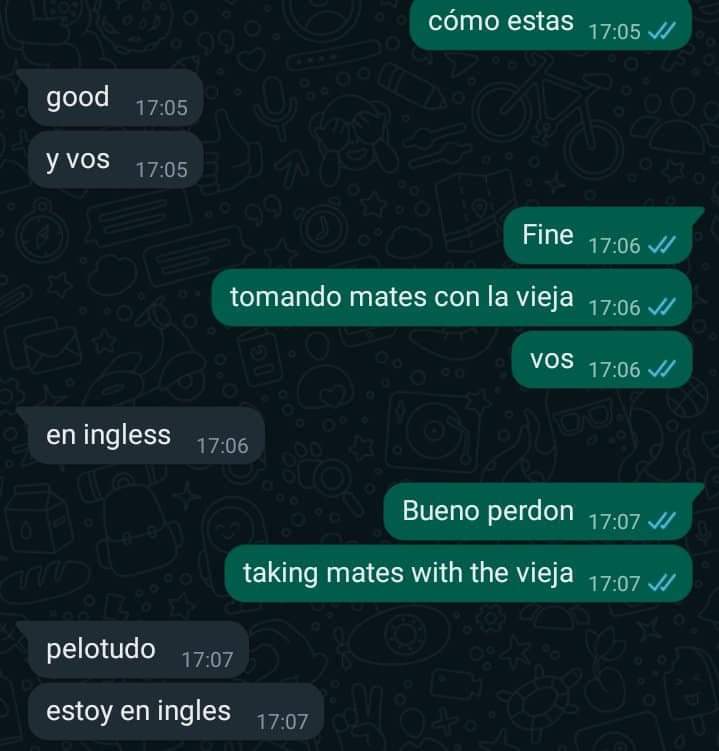 cómo estas 17:05
good 17:05
y vos 17:05
Fine 17:06
tomando mates con la vieja 17:06
vos 17:06
en ingless 17:06
Bueno perdon 17:07
taking mates with the vieja 17:07
pelotudo 17:07
estoy en ingles 17:07